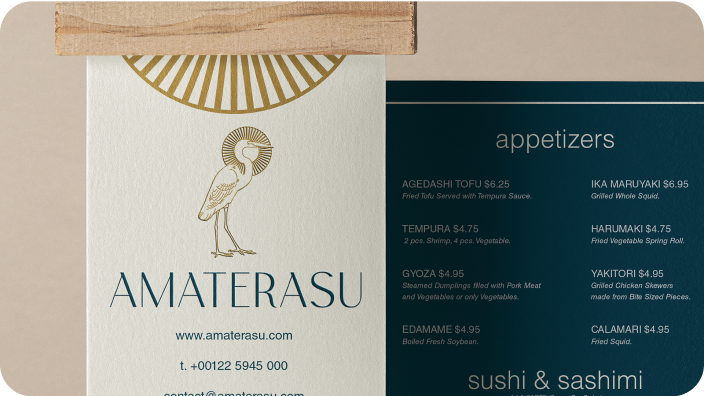 AMATERASU
www.amaterasu.com
t. +00122 5945 000
contact@amaterasu.com
appetizers
AGEDASHI TOFU $6.25
Fried Tofu Served with Tempura Sauce.
TEMPURA $4.75
2 pcs. Shrimp, 4 pcs. Vegetable.
GYOZA $4.95
Steamed Dumplings filled with Pork Meat
and Vegetables or only Vegetables.
EDAMAME $4.95
Boiled Fresh Soybean.
IKA MARUYAKI $6.95
Grilled Whole Squid.
HARUMAKI $4.75
Fried Vegetable Spring Roll.
YAKITORI $4.95
Grilled Chicken Skewers
made from Bite Sized Pieces.
CALAMARI $4.95
Fried Squid.
sushi & sashimi